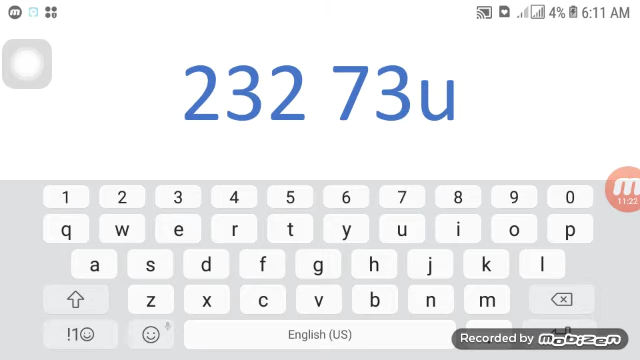 4% 6:11 AM
232 73u
11:22
1 2 3 4 5 6 7 8 9 0
q w e r t y u i o p
a s d f g h j k l
z x c v b n m
!1☺ English (US)
Recorded by mobizen